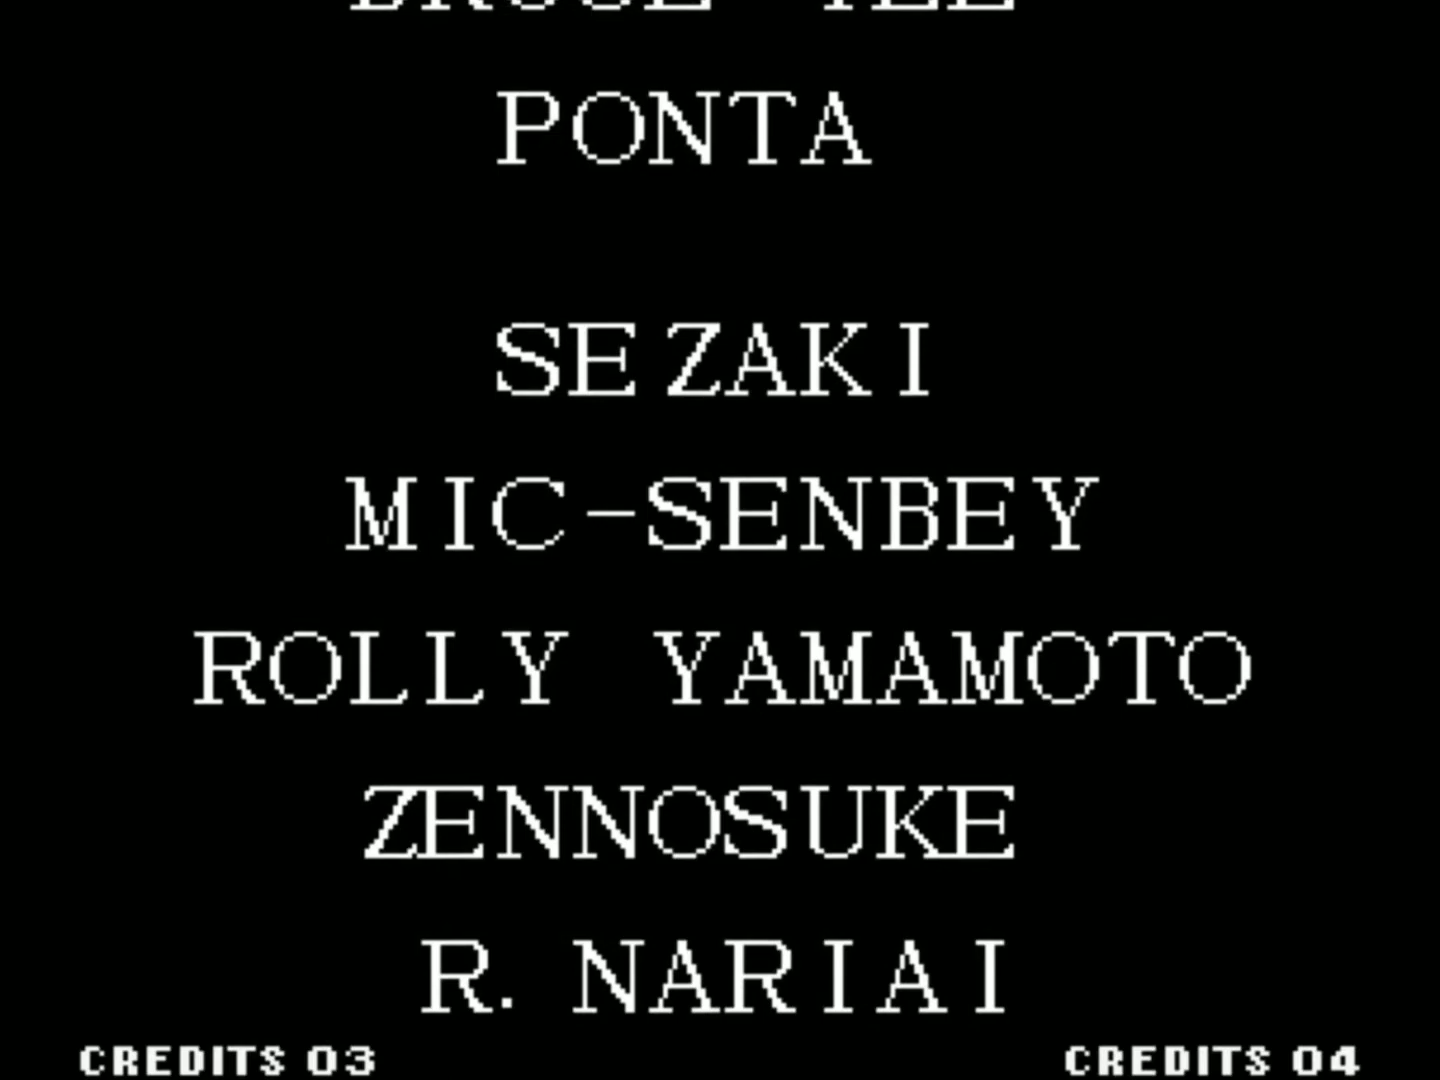 PONTA
SEZAKI
MIC-SENBEY
ROLLY YAMAMOTO
ZENNOSUKE
R. NARIAI
CREDITS 03 CREDITS 04